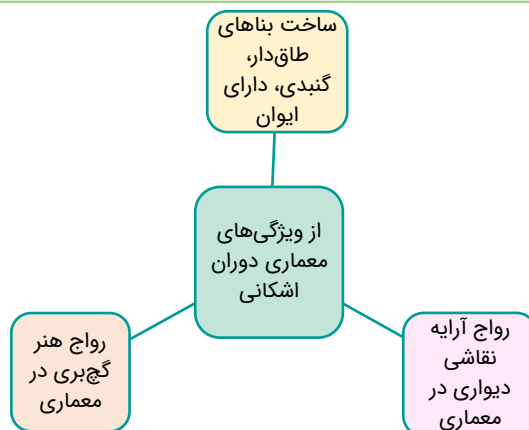 ساخت بناهای
طاق‌دار،
گنبدی، دارای
ایوان
از ویژگی‌های
معماری دوران
اشکانی
رواج آرایه
نقاشی
دیواری در
معماری
رواج هنر
گچ‌بری در
معماری